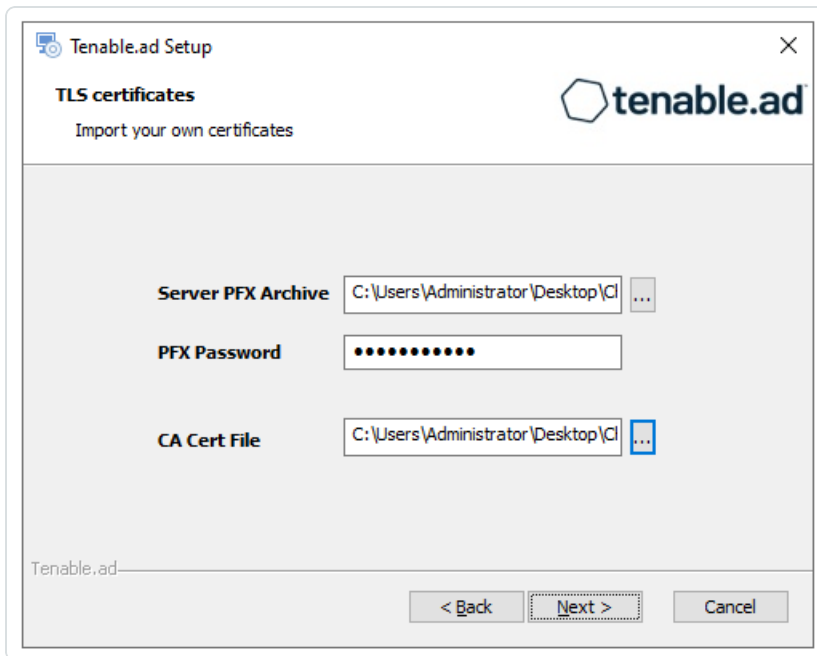 Tenable.ad Setup
TLS certificates
tenable.ad
Import your own certificates
Server PFX Archive C:\Users\Administrator\Desktop\Cl ...
PFX Password •••••••••••
CA Cert File C:\Users\Administrator\Desktop\Cl ...
Tenable.ad
< Back Next > Cancel